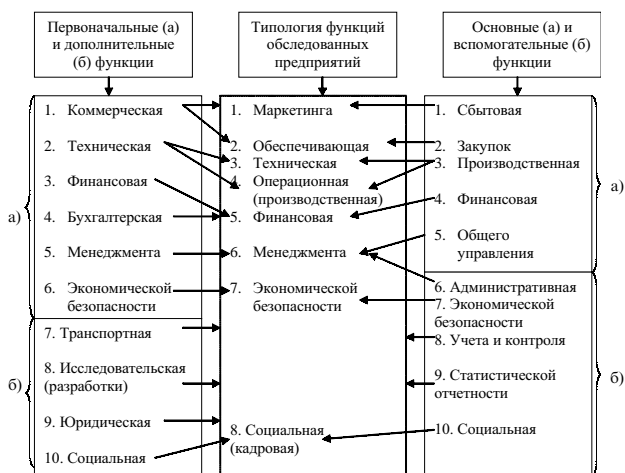 Первоначальные (а)
и дополнительные
(б) функции
Типология функций
обследованных
предприятий
Основные (а) и
вспомогательные (б)
функции
а)
1. Коммерческая
2. Техническая
3. Финансовая
4. Бухгалтерская
5. Менеджмента
6. Экономической
безопасности
б)
7. Транспортная
8. Исследовательская
(разработки)
9. Юридическая
10. Социальная
1. Маркетинга
2. Обеспечивающая
3. Техническая
4. Операционная
(производственная)
5. Финансовая
6. Менеджмента
7. Экономической
безопасности
8. Социальная
(кадровая)
1. Сбытовая
2. Закупок
3. Производственная
4. Финансовая
5. Общего
управления
а)
6. Административная
7. Экономической
безопасности
8. Учета и контроля
9. Статистической
отчетности
10. Социальная
б)